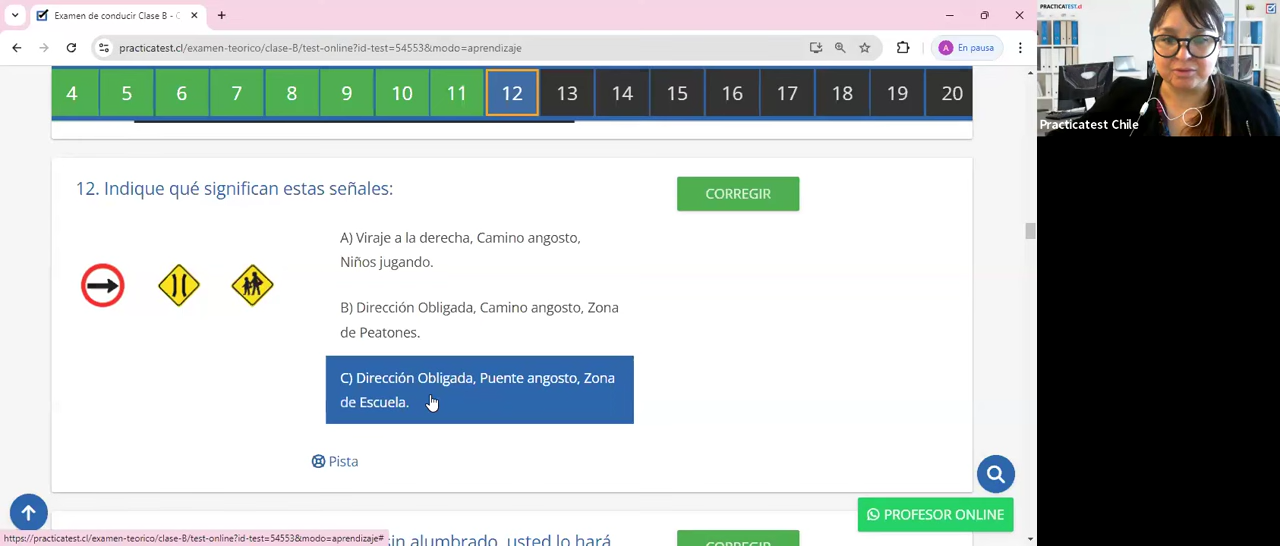 Examen de conducir Clase B - C
practicatest.cl/examen-teorico/clase-B/test-online?id-test=54553&modo=aprendizaje
A En pausa
PRACTICATEST.cl
Practicatest Chile
4 5 6 7 8 9 10 11 12 13 14 15 16 17 18 19 20
12. Indique qué significan estas señales:
CORREGIR
A) Viraje a la derecha, Camino angosto,
Niños jugando.
B) Dirección Obligada, Camino angosto, Zona
de Peatones.
C) Dirección Obligada, Puente angosto, Zona
de Escuela.
Pista
PROFESOR ONLINE
https://practicatest.cl/examen-teorico/clase-B/test-online?id-test=54553&modo=aprendizaje#
sin alumbrado, usted lo hará
CORREGIR